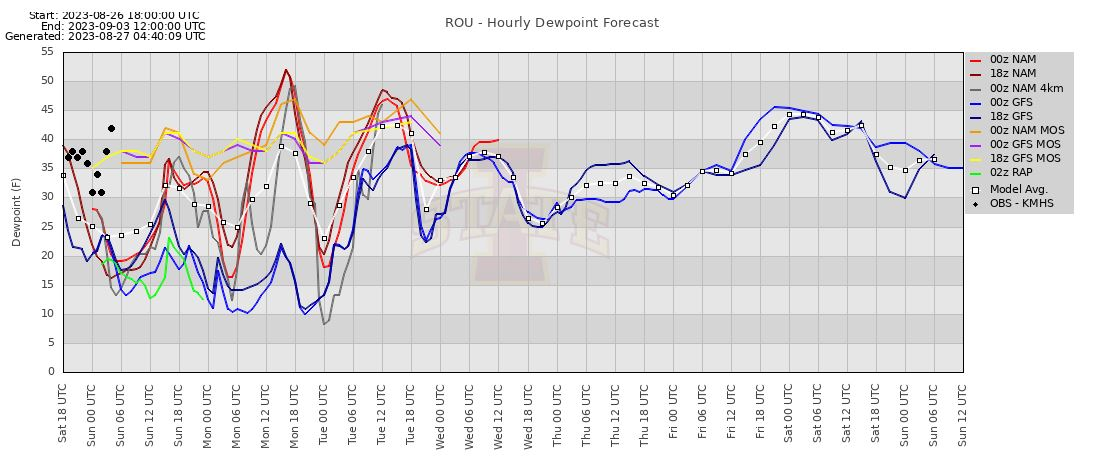 Start: 2023-08-26 18:00:00 UTC
End: 2023-09-03 12:00:00 UTC
Generated: 2023-08-27 04:40:09 UTC
ROU - Hourly Dewpoint Forecast
Dewpoint (F)
55
50
45
40
35
30
25
20
15
10
5
0
STATE
00z NAM
18z NAM
00z NAM 4km
00z GFS
18z GFS
00z NAM MOS
00z GFS MOS
18z GFS MOS
02z RAP
Model Avg.
OBS - KMHS
Sat 18 UTC
Sun 00 UTC
Sun 06 UTC
Sun 12 UTC
Sun 18 UTC
Mon 00 UTC
Mon 06 UTC
Mon 12 UTC
Mon 18 UTC
Tue 00 UTC
Tue 06 UTC
Tue 12 UTC
Tue 18 UTC
Wed 00 UTC
Wed 06 UTC
Wed 12 UTC
Wed 18 UTC
Thu 00 UTC
Thu 06 UTC
Thu 12 UTC
Thu 18 UTC
Fri 00 UTC
Fri 06 UTC
Fri 12 UTC
Fri 18 UTC
Sat 00 UTC
Sat 06 UTC
Sat 12 UTC
Sat 18 UTC
Sun 00 UTC
Sun 06 UTC
Sun 12 UTC